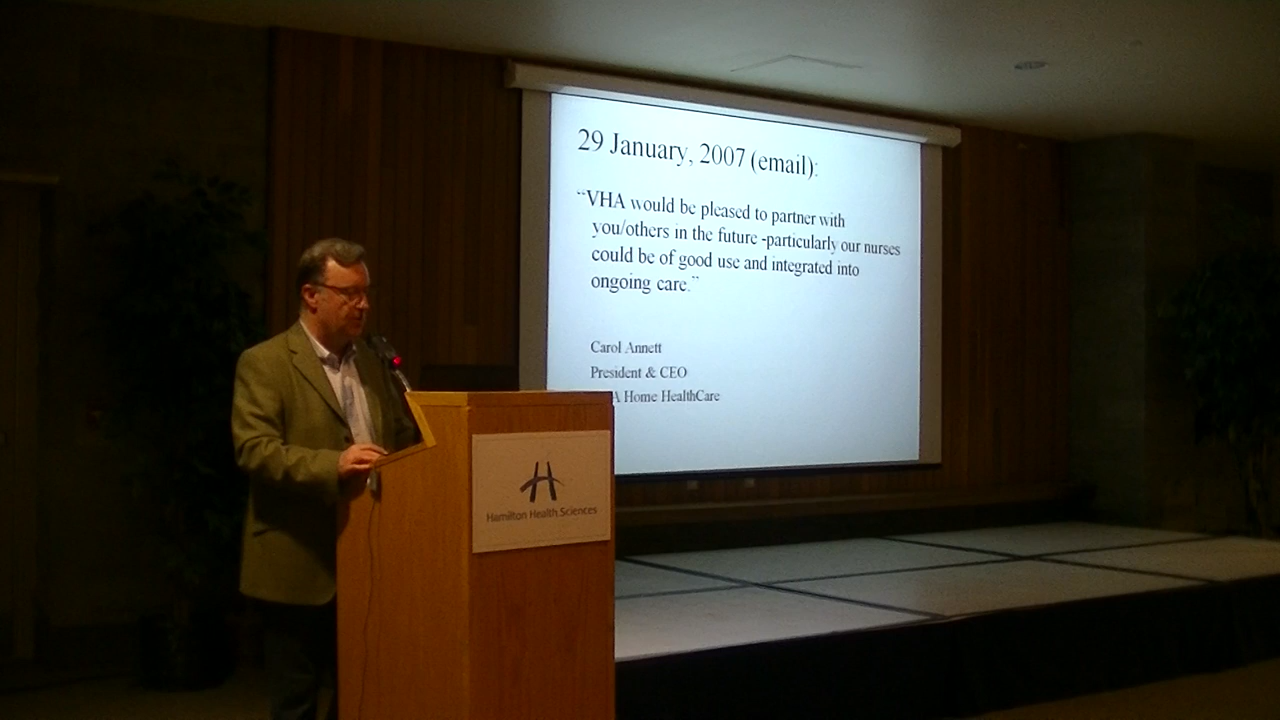 29 January, 2007 (email):
“VHA would be pleased to partner with
you/others in the future -particularly our nurses
could be of good use and integrated into
ongoing care.”
Carol Annett
President & CEO
A Home HealthCare
Hamilton Health Sciences